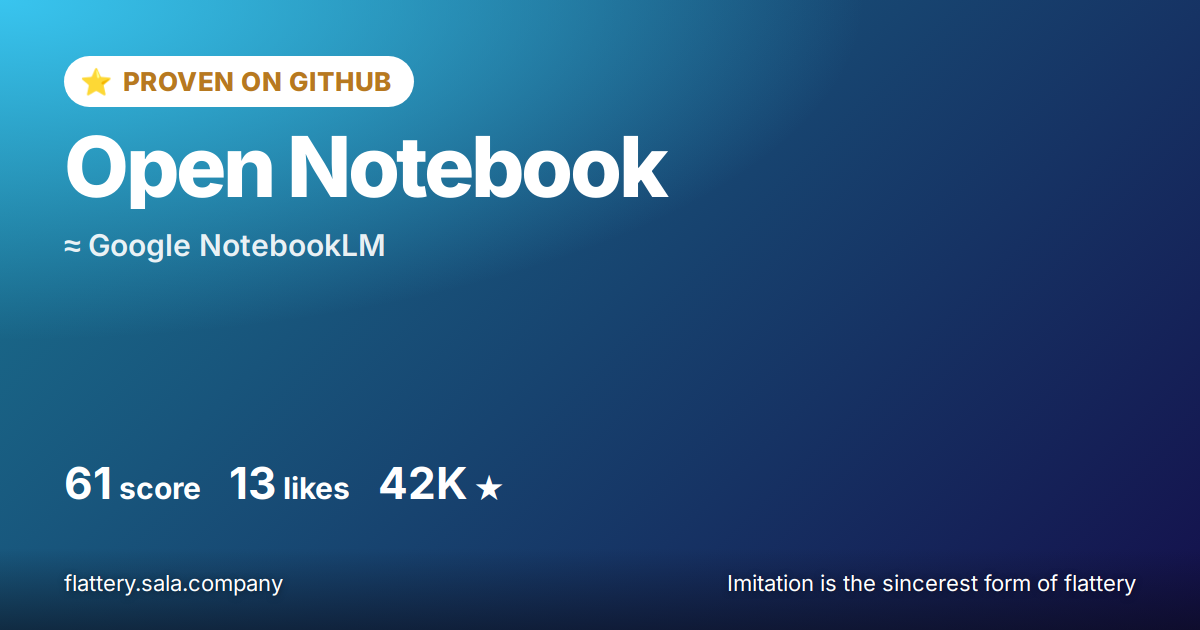 ⭐ PROVEN ON GITHUB
Open Notebook
≈ Google NotebookLM
61 score 13 likes 42K ★
flattery.sala.company
Imitation is the sincerest form of flattery